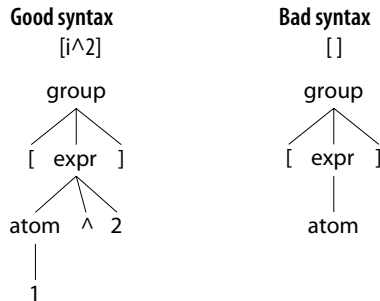 Good syntax Bad syntax
[i^2] [ ]
group group
[ expr ] [ expr ]
atom ^ 2 atom
1